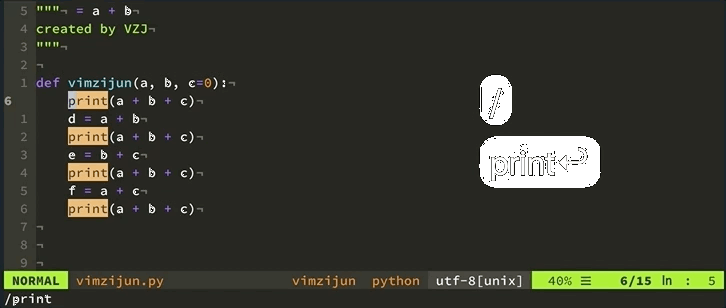 5 """¬ = a + b
4 created by VZJ
3 """¬
2 ¬
1 def vimzijun(a, b, c=0):¬
6 print(a + b + c)¬
1 d = a + b¬
2 print(a + b + c)¬
3 e = b + c¬
4 print(a + b + c)¬
5 f = a + c¬
6 print(a + b + c)¬
7 ¬
8 ¬
9 ¬
/
print↩
NORMAL vimzijun.py vimzijun python utf-8[unix] 40% ☰ 6/15 ln : 5
/print